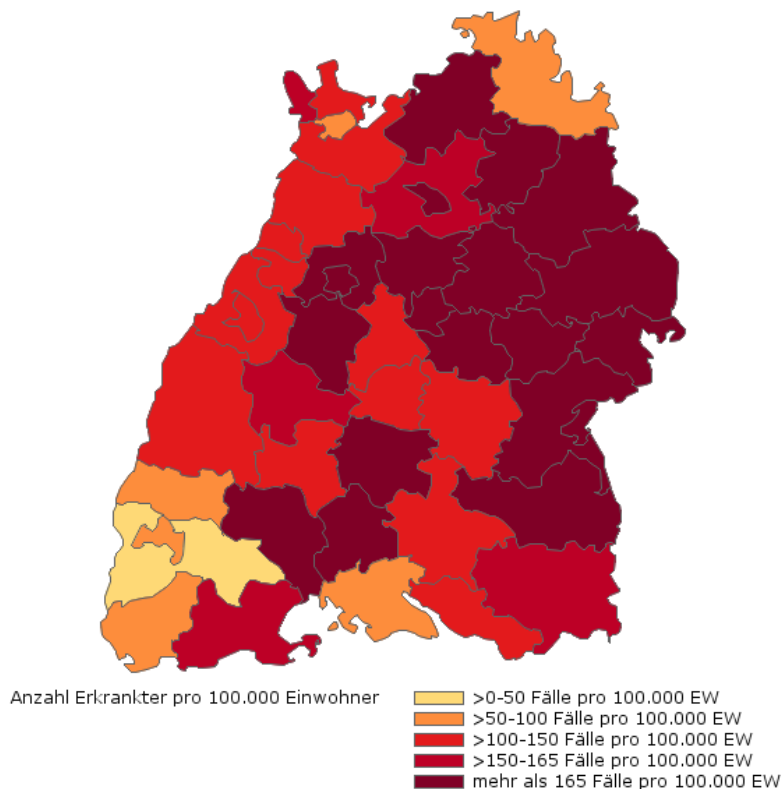 Anzahl Erkrankter pro 100.000 Einwohner
>0-50 Fälle pro 100.000 EW
>50-100 Fälle pro 100.000 EW
>100-150 Fälle pro 100.000 EW
>150-165 Fälle pro 100.000 EW
mehr als 165 Fälle pro 100.000 EW